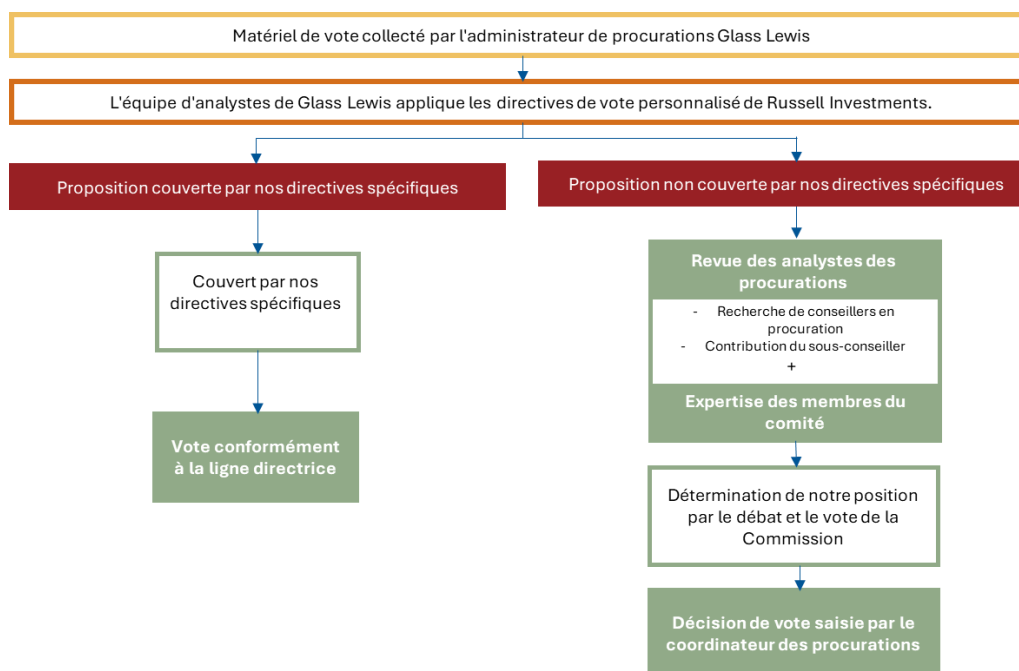 Matériel de vote collecté par l'administrateur de procurations Glass Lewis
L'équipe d'analystes de Glass Lewis applique les directives de vote personnalisé de Russell Investments.
Proposition couverte par nos directives spécifiques
Proposition non couverte par nos directives spécifiques
Couvert par nos
directives spécifiques
Vote conformément
à la ligne directrice
Revue des analystes des
procurations
- Recherche de conseillers en
procuration
- Contribution du sous-conseiller
+
Expertise des membres du
comité
Détermination de notre position
par le débat et le vote de la
Commission
Décision de vote saisie par le
coordinateur des procurations